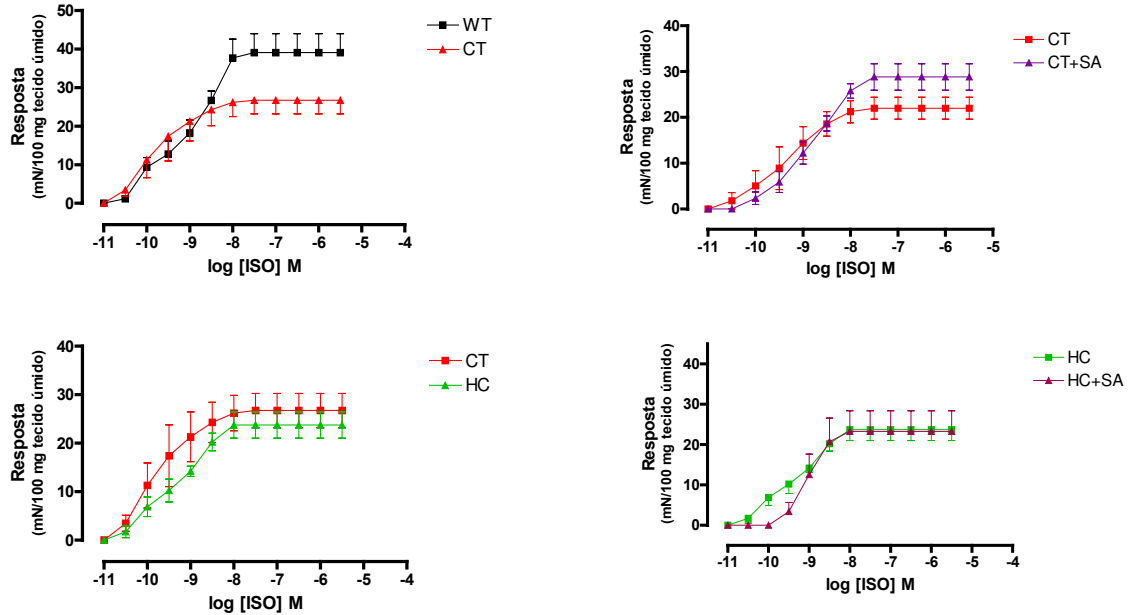 50
40
30
20
10
0
Resposta
(mN/100 mg tecido úmido)
-11 -10 -9 -8 -7 -6 -5 -4
log [ISO] M
WT
CT
40
30
20
10
0
Resposta
(mN/100 mg tecido úmido)
-11 -10 -9 -8 -7 -6 -5
log [ISO] M
CT
CT+SA
40
30
20
10
0
Resposta
(mN/100 mg tecido úmido)
-11 -10 -9 -8 -7 -6 -5 -4
log [ISO] M
CT
HC
40
30
20
10
0
Resposta
(mN/100 mg tecido úmido)
-11 -10 -9 -8 -7 -6 -5 -4
log [ISO] M
HC
HC+SA